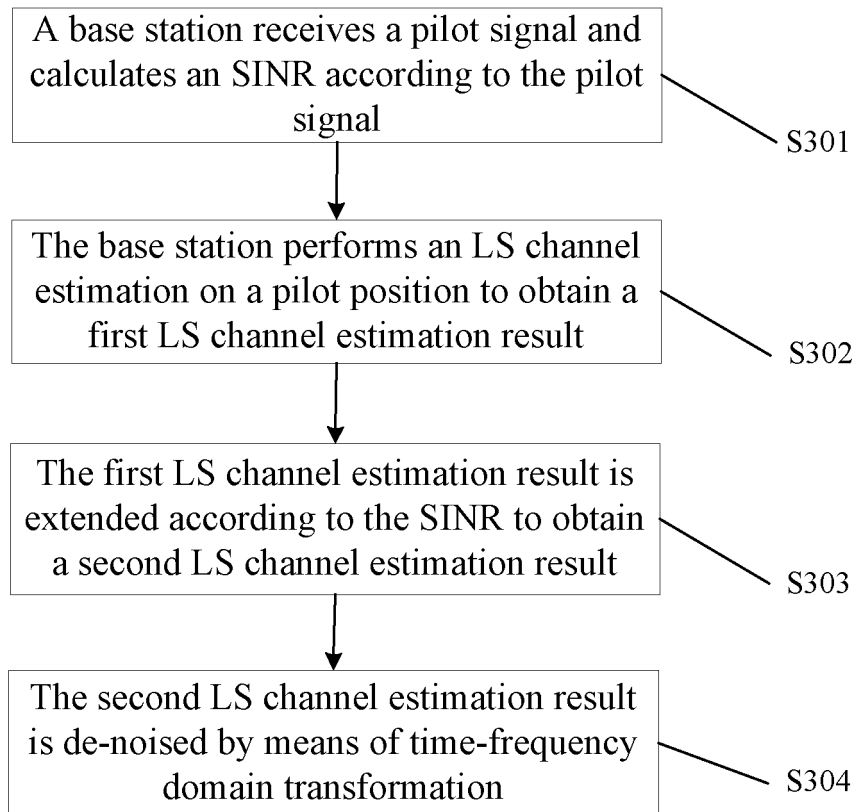 A base station receives a pilot signal and
calculates an SINR according to the pilot
signal
S301
The base station performs an LS channel
estimation on a pilot position to obtain a
first LS channel estimation result
S302
The first LS channel estimation result is
extended according to the SINR to obtain
a second LS channel estimation result
S303
The second LS channel estimation result
is de-noised by means of time-frequency
domain transformation
S304